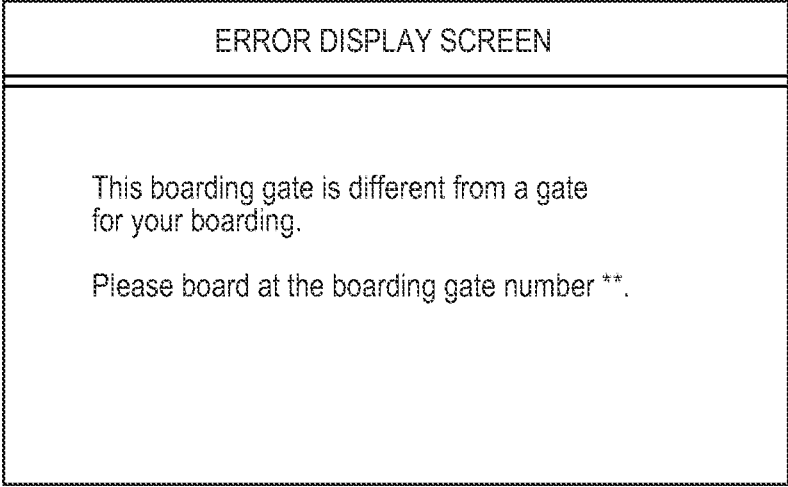 ERROR DISPLAY SCREEN
This boarding gate is different from a gate
for your boarding.
Please board at the boarding gate number **.